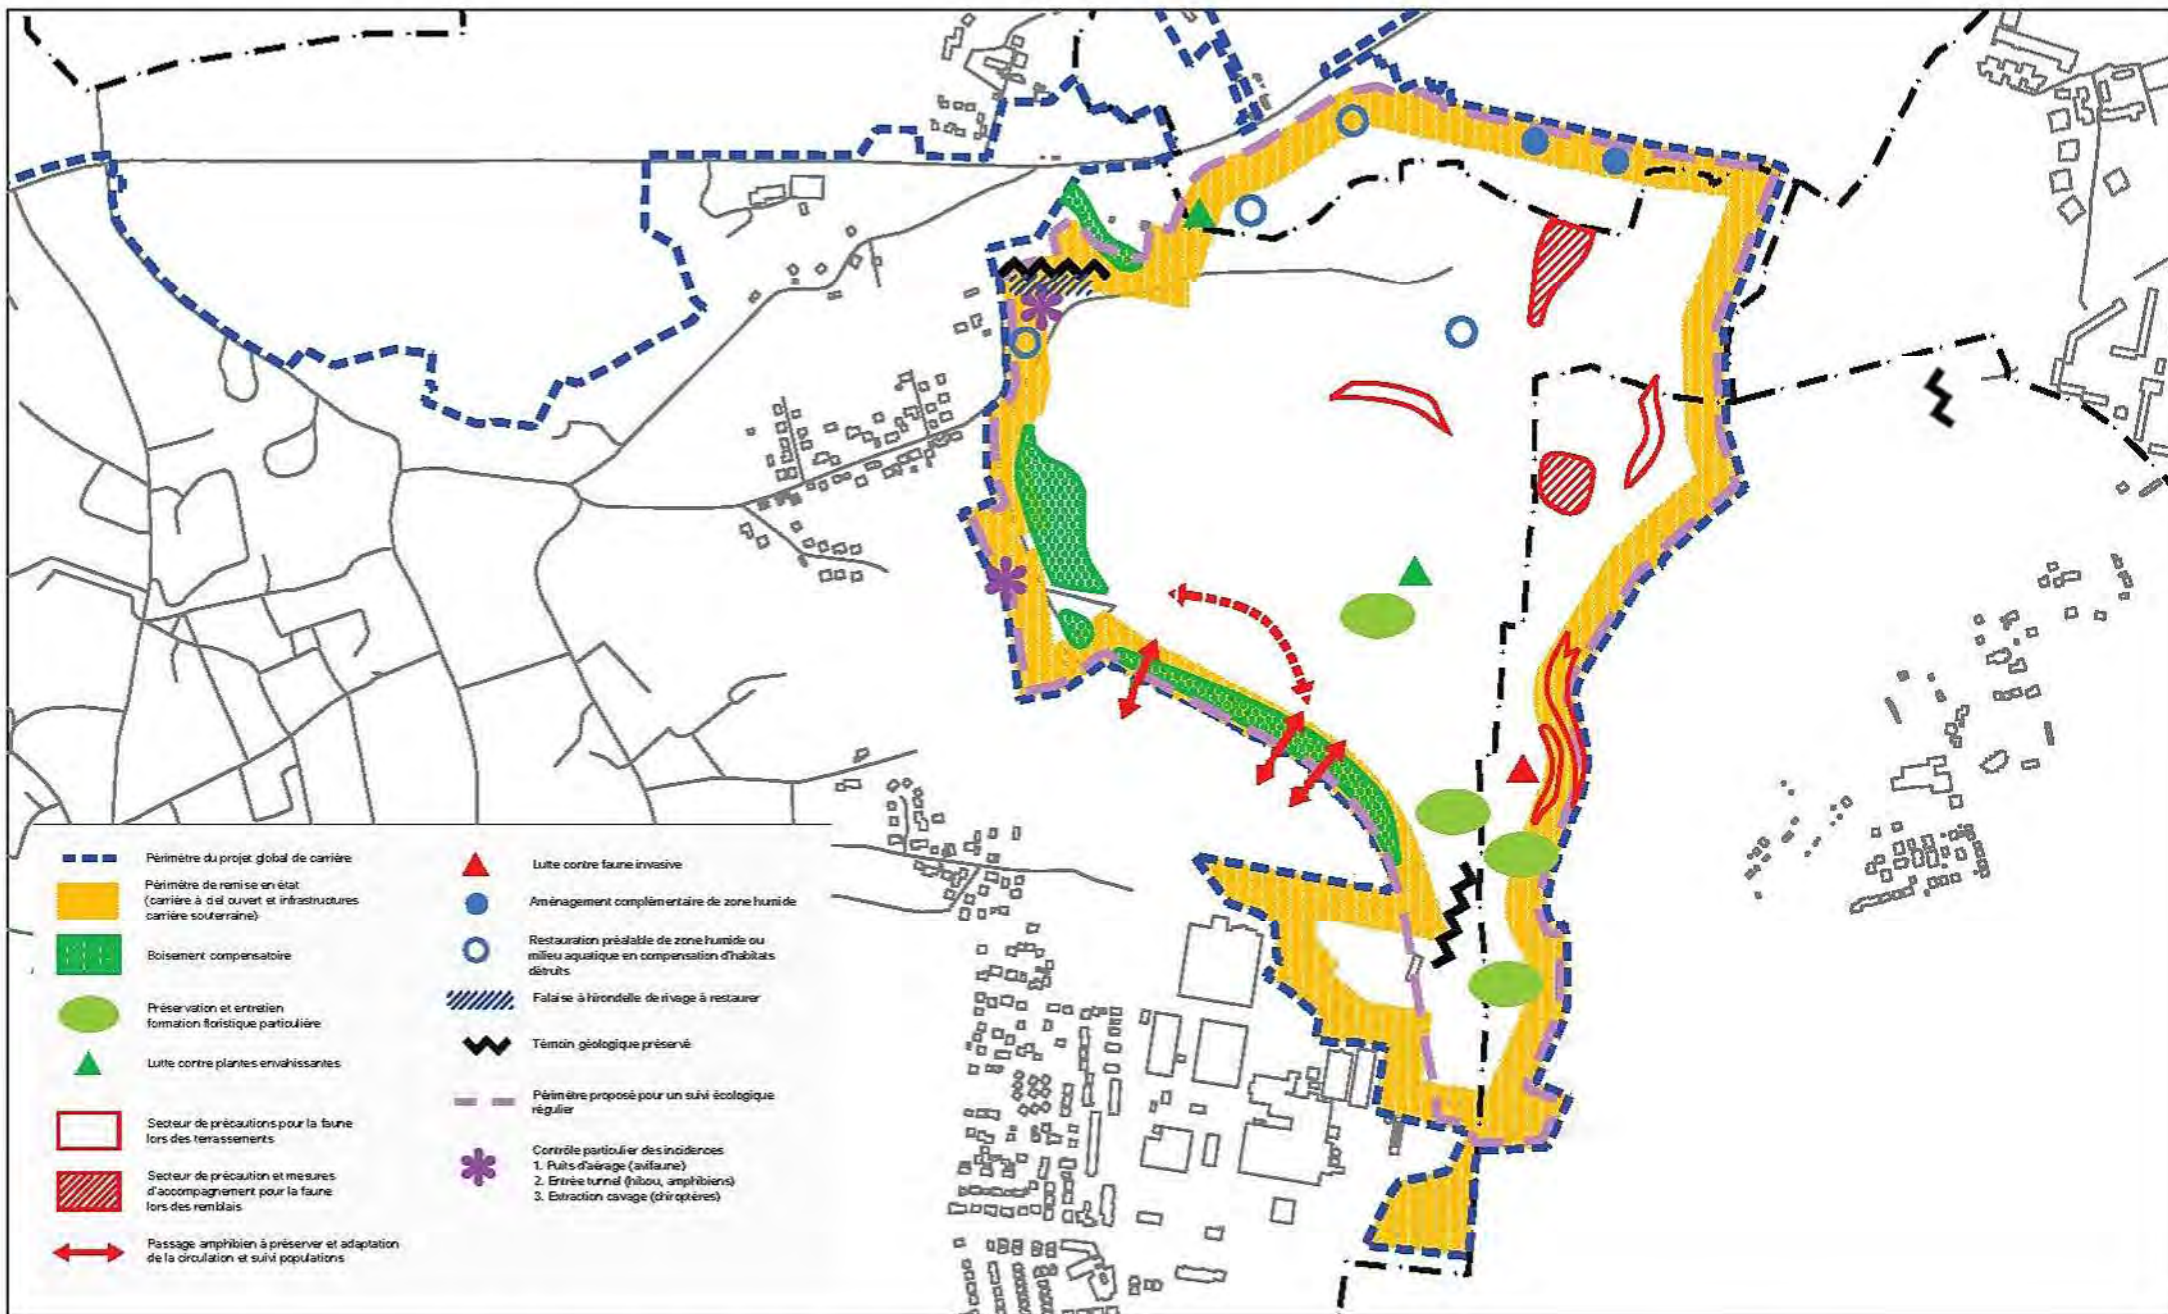 Périmètre du projet global de carrière
Périmètre de remise en état
(carrière à ciel ouvert et infrastructures
carrière souterraine)
Boisement compensatoire
Préservation et entretien
formation floristique particulière
Lutte contre plantes envahissantes
Secteur de précautions pour la faune
lors des terrassements
Secteur de précaution et mesures
d'accompagnement pour la faune
lors des remblais
Passage amphibien à préserver et adaptation
de la circulation et suivi populations
Lutte contre faune invasive
Aménagement complémentaire de zone humide
Restauration préalable de zone humide ou
milieu aquatique en compensation d'habitats
détruits
Falaise à hirondelle de rivage à restaurer
Témoin géologique préservé
Périmètre proposé pour un suivi écologique
régulier
Contrôle particulier des incidences
1. Puits d'aérage (avifaune)
2. Entrée tunnel (hibou, amphibiens)
3. Extraction cavage (chiroptères)